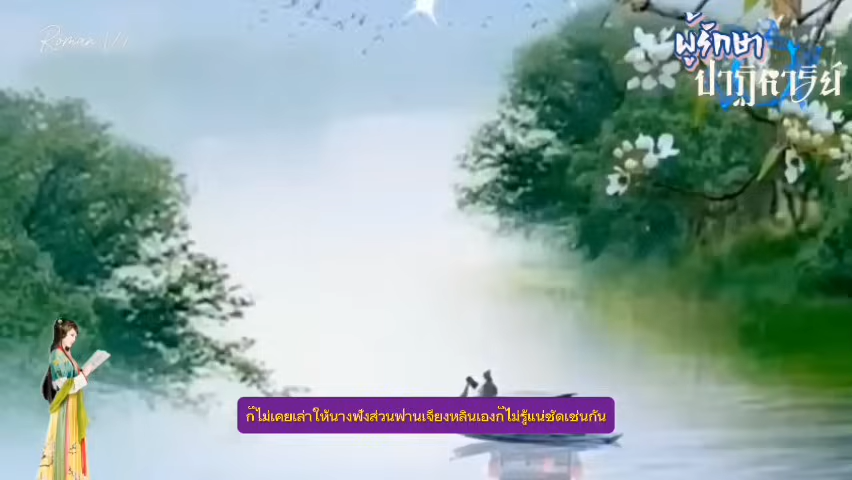 Roman Vi
ผู้รักษา
ปาฏิหาริย์
ก็ไม่เคยเล่าให้นางฟังส่วนฟานเจียงหลินเองก็ไม่รู้แน่ชัดเช่นกัน